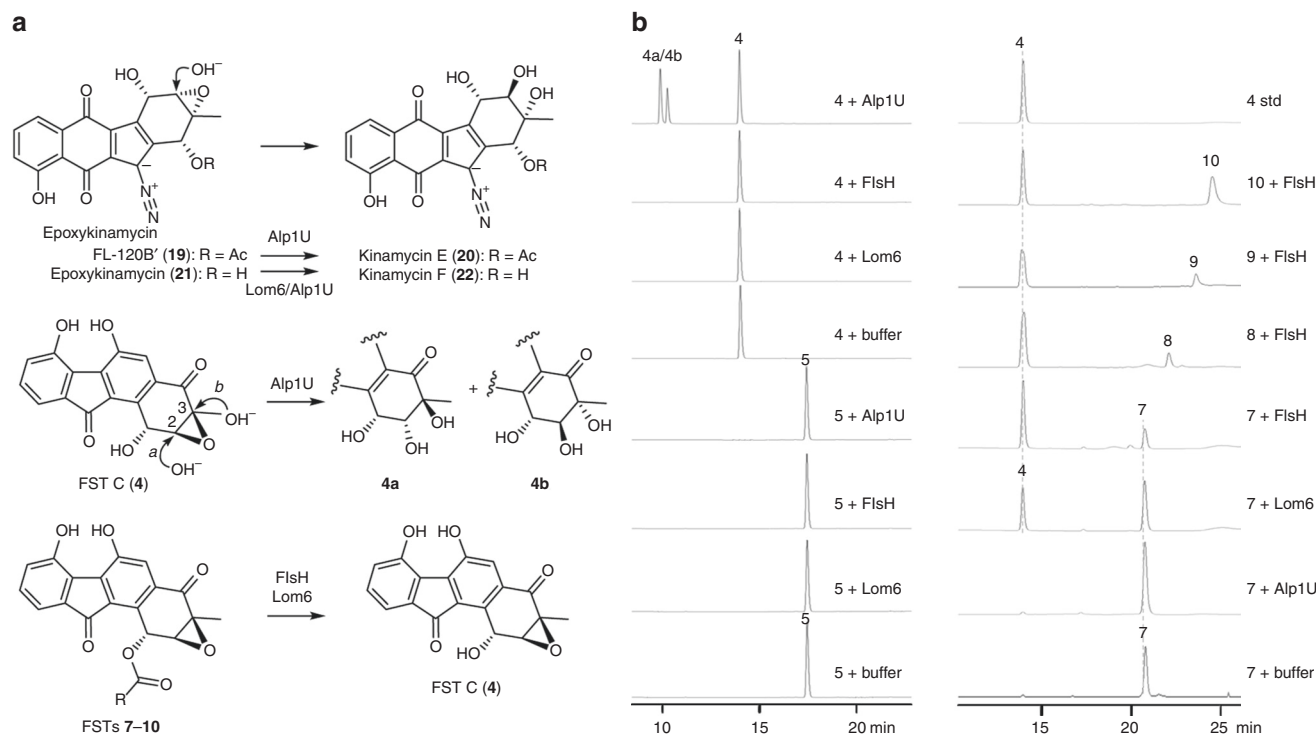 a
HO
OH⁻
O
O
O
OR
OH
O
N⁺
N
Epoxykinamycin
FL-120B′ (19): R = Ac
Epoxykinamycin (21): R = H
Alp1U
Lom6/Alp1U
OH
HO
OH
O
O
OR
OH
N⁺
N
Kinamycin E (20): R = Ac
Kinamycin F (22): R = H
OH
HO
O
b
3
OH⁻
2
O
O
HO
a
OH⁻
FST C (4)
Alp1U
O
OH
HO
OH
4a
+
O
OH
HO
OH
4b
OH
HO
O
O
O
O
R
O
FSTs 7–10
FlsH
Lom6
OH
HO
O
O
O
HO
FST C (4)
b
4a/4b
4
4 + Alp1U
4 + FlsH
4 + Lom6
4 + buffer
5
5 + Alp1U
5 + FlsH
5 + Lom6
5
5 + buffer
10
15
20 min
4
4 std
10
10 + FlsH
9
9 + FlsH
8
8 + FlsH
7
7 + FlsH
4
7 + Lom6
7 + Alp1U
7
7 + buffer
15
20
25 min